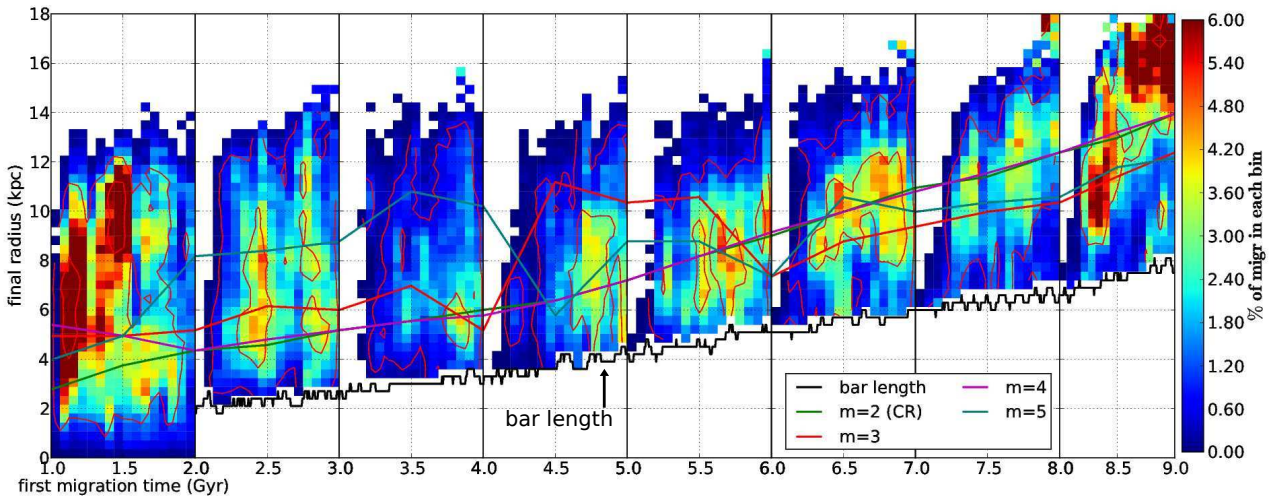 final radius (kpc)
18
16
14
12
10
8
6
4
2
0
1.0 1.5 2.0 2.5 3.0 3.5 4.0 4.5 5.0 5.5 6.0 6.5 7.0 7.5 8.0 8.5 9.0
first migration time (Gyr)
bar length
bar length
m=2 (CR)
m=3
m=4
m=5
6.00
5.40
4.80
4.20
3.60
3.00
2.40
1.80
1.20
0.60
0.00
% of migr in each bin